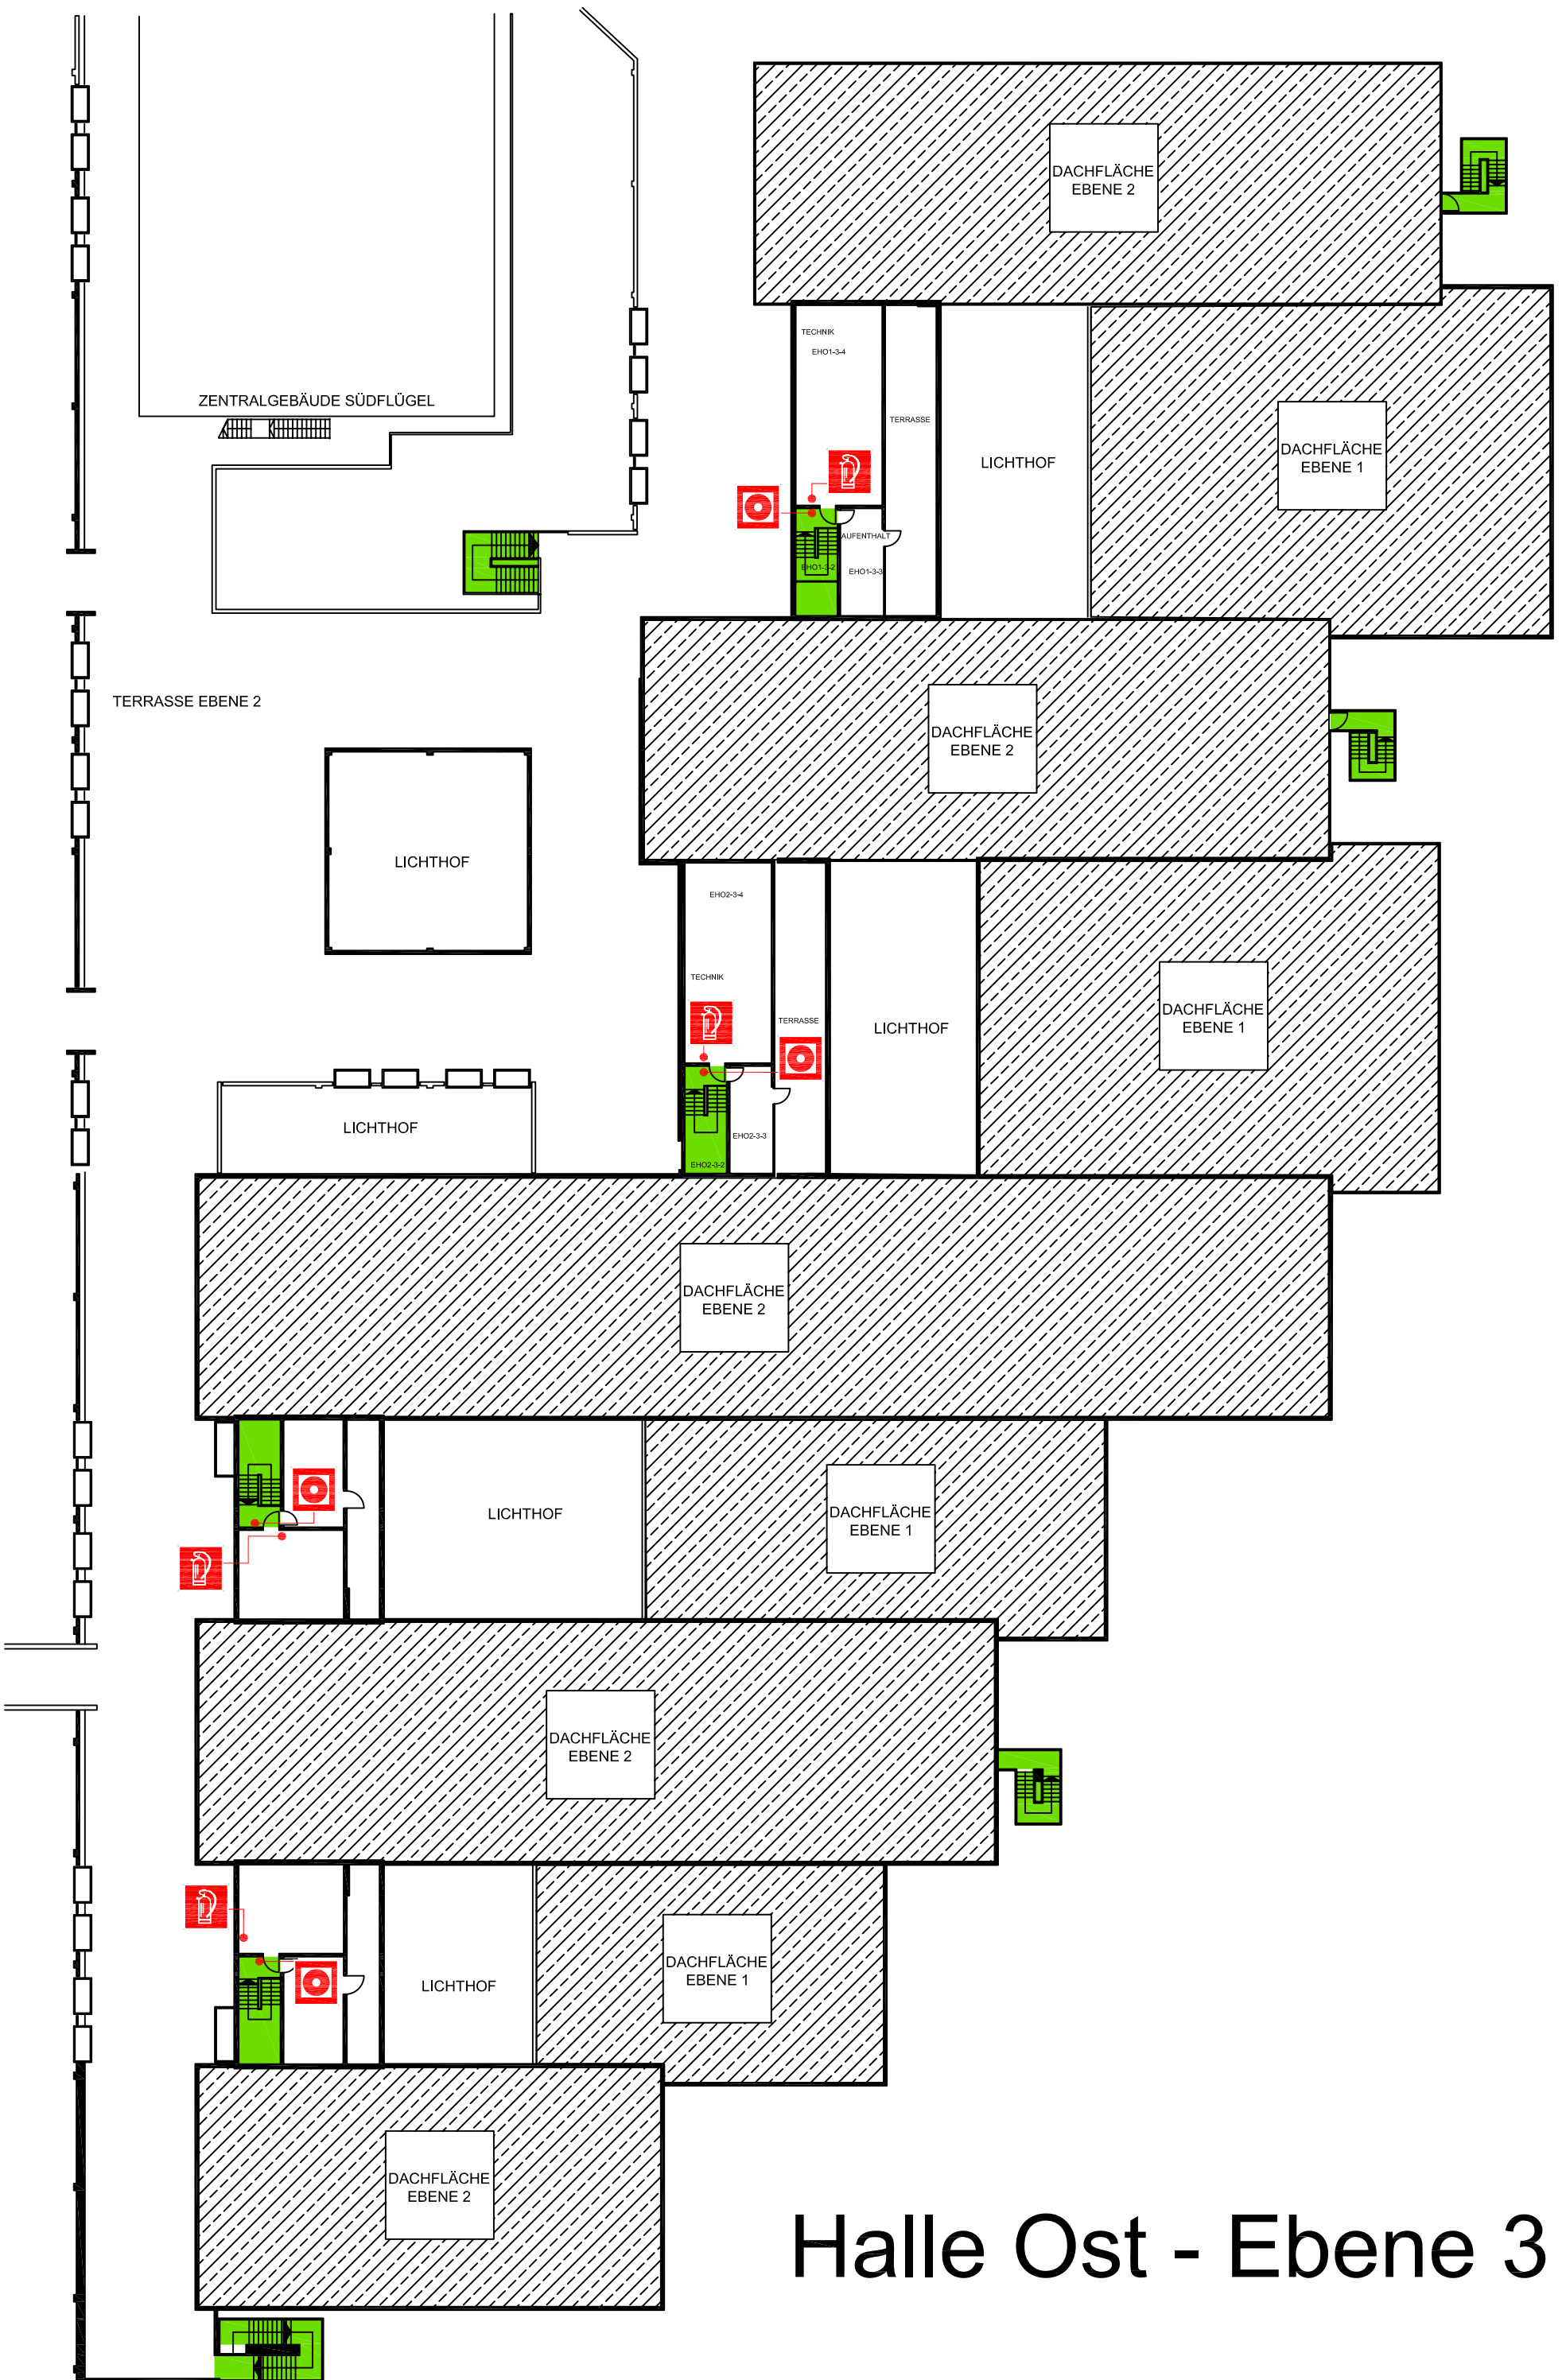 DACHFLÄCHE
EBENE 2
TECHNIK
EHO1-3-4
ZENTRALGEBÄUDE SÜDFLÜGEL
TERRASSE
LICHTHOF
DACHFLÄCHE
EBENE 1
AUFENTHALT
EHO1-3-2
EHO1-3-3
TERRASSE EBENE 2
DACHFLÄCHE
EBENE 2
LICHTHOF
EHO2-3-4
TECHNIK
TERRASSE
LICHTHOF
DACHFLÄCHE
EBENE 1
LICHTHOF
EHO2-3-3
EHO2-3-2
DACHFLÄCHE
EBENE 2
LICHTHOF
DACHFLÄCHE
EBENE 1
DACHFLÄCHE
EBENE 2
LICHTHOF
DACHFLÄCHE
EBENE 1
DACHFLÄCHE
EBENE 2
Halle Ost - Ebene 3